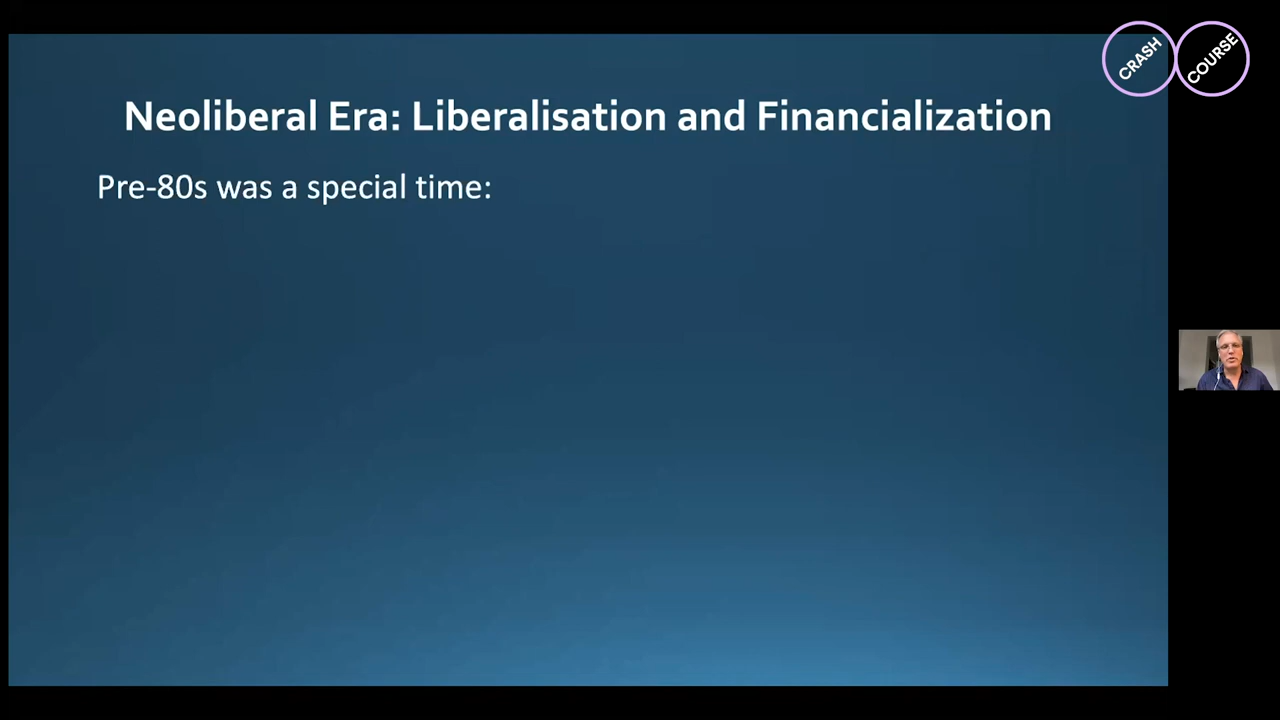 CRASH COURSE
Neoliberal Era: Liberalisation and Financialization
Pre-80s was a special time: